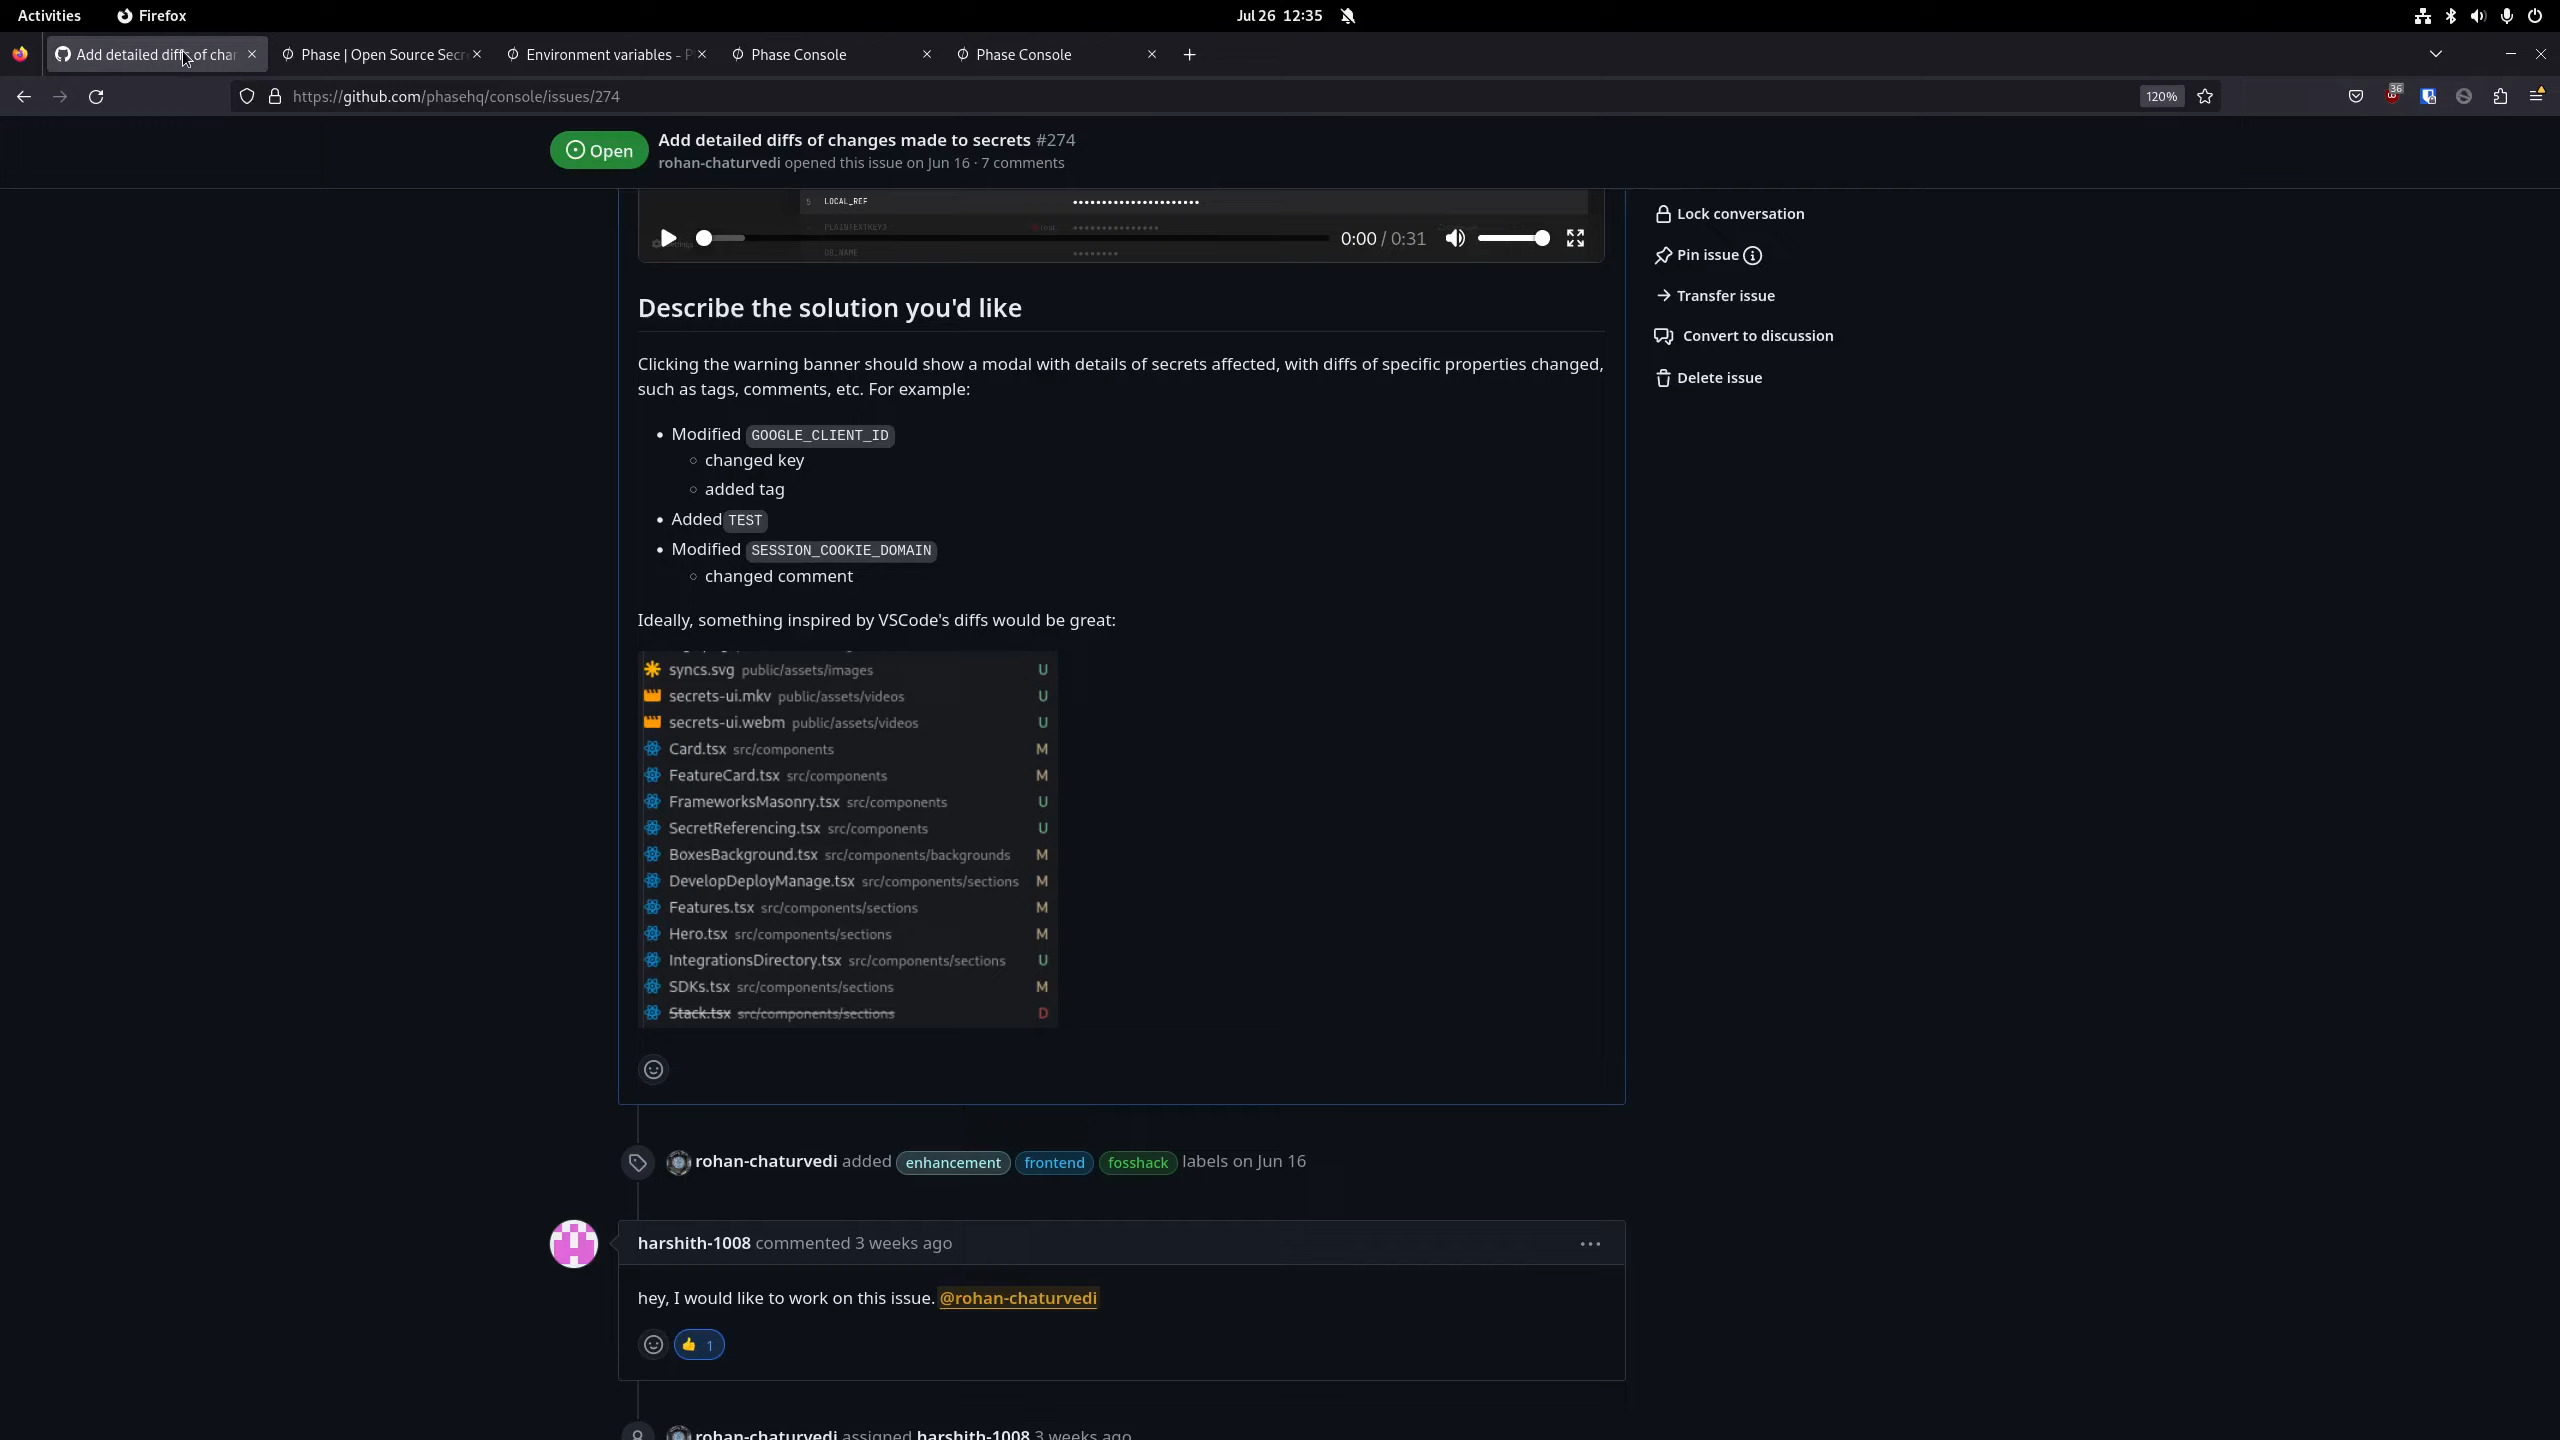 Activities
Firefox
Jul 26 12:35
Add detailed diffs of char
Phase | Open Source Secr
Environment variables - P
Phase Console
Phase Console
https://github.com/phasehq/console/issues/274
120%
36
Open
Add detailed diffs of changes made to secrets #274
rohan-chaturvedi opened this issue on Jun 16 · 7 comments
5 LOCAL_REF
PLAINTEXTKEY3
DB_NAME
0:00 / 0:31
Lock conversation
Pin issue
Transfer issue
Convert to discussion
Delete issue
Describe the solution you'd like
Clicking the warning banner should show a modal with details of secrets affected, with diffs of specific properties changed,
such as tags, comments, etc. For example:
Modified GOOGLE_CLIENT_ID
changed key
added tag
Added TEST
Modified SESSION_COOKIE_DOMAIN
changed comment
Ideally, something inspired by VSCode's diffs would be great:
syncs.svg public/assets/images U
secrets-ui.mkv public/assets/videos U
secrets-ui.webm public/assets/videos U
Card.tsx src/components M
FeatureCard.tsx src/components M
FrameworksMasonry.tsx src/components U
SecretReferencing.tsx src/components U
BoxesBackground.tsx src/components/backgrounds M
DevelopDeployManage.tsx src/components/sections M
Features.tsx src/components/sections M
Hero.tsx src/components/sections M
IntegrationsDirectory.tsx src/components/sections U
SDKs.tsx src/components/sections M
Stack.tsx src/components/sections D
rohan-chaturvedi added enhancement frontend fosshack labels on Jun 16
harshith-1008 commented 3 weeks ago
hey, I would like to work on this issue. @rohan-chaturvedi
👍 1
rohan-chaturvedi assigned harshith-1008 3 weeks ago